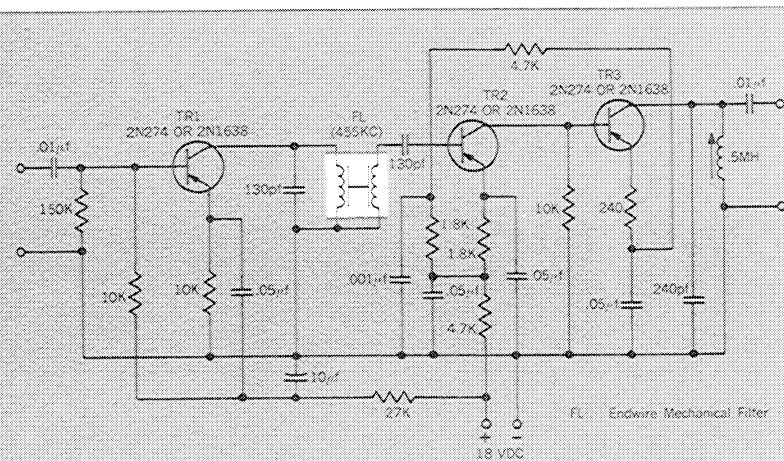 4.7K
TR3
2N274 OR 2N1638
TR2
2N274 OR 2N1638
.01µf
TR1
2N274 OR 2N1638
FL
(455KC)
.01µf
130pf
130pf
.5MH
150K
1.8K
1.8K
10K
240
10K
10K
.05µf
.001µf
.05µf
.05µf
.05µf
240pf
4.7K
10µf
27K
FL Endwire Mechanical Filter
+ -
18 VDC